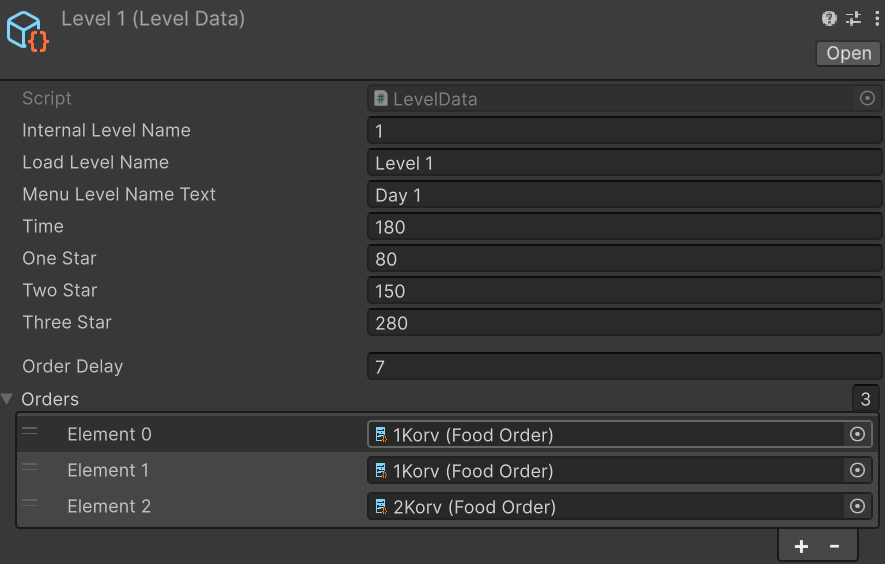 Level 1 (Level Data)
Open
Script # LevelData
Internal Level Name 1
Load Level Name Level 1
Menu Level Name Text Day 1
Time 180
One Star 80
Two Star 150
Three Star 280
Order Delay 7
Orders 3
Element 0 1Korv (Food Order)
Element 1 1Korv (Food Order)
Element 2 2Korv (Food Order)
+ -